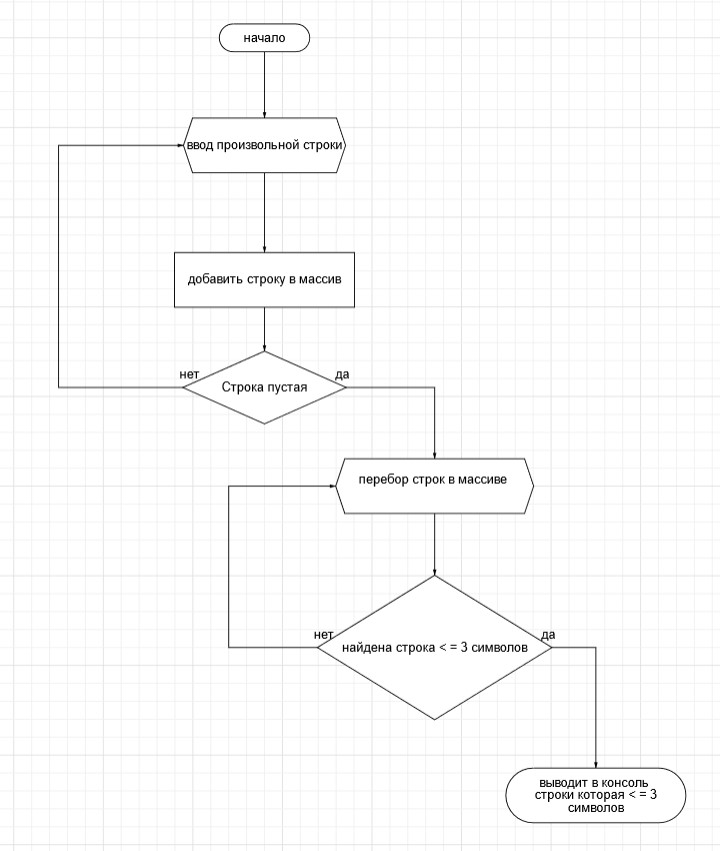 начало
ввод произвольной строки
добавить строку в массив
нет
да
Строка пустая
перебор строк в массиве
нет
да
найдена строка < = 3 символов
выводит в консоль
строки которая < = 3
символов